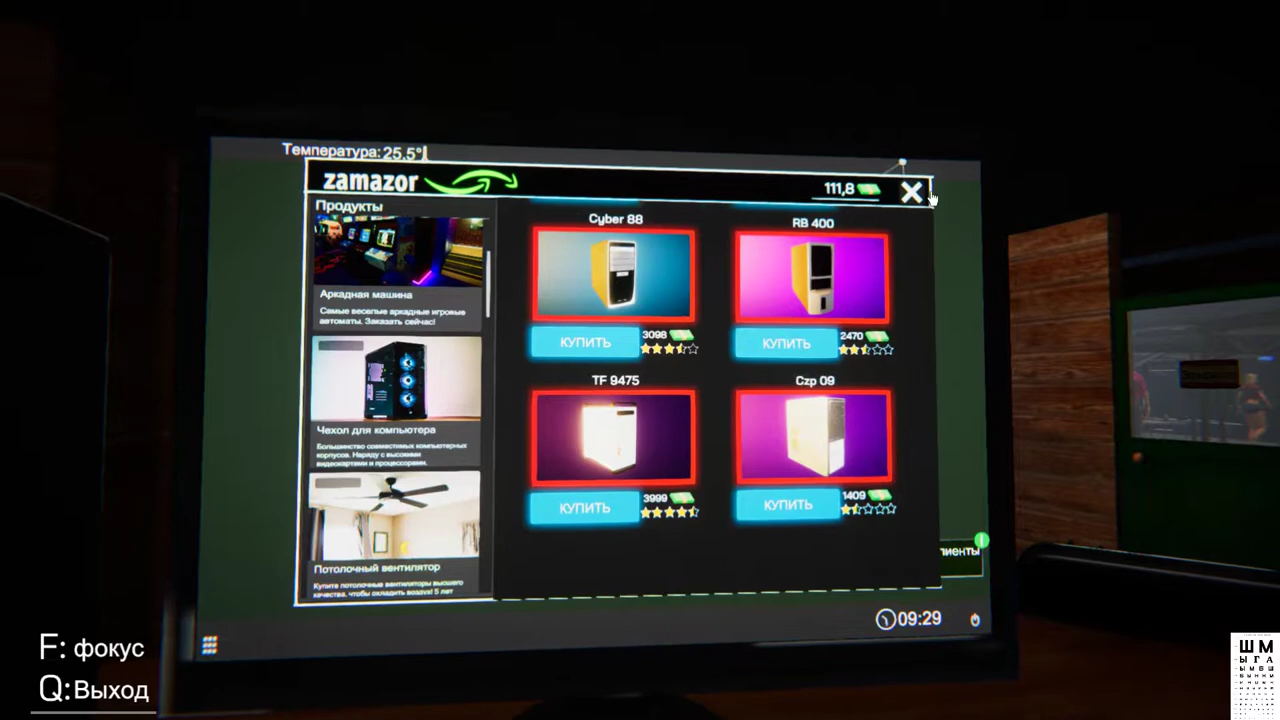 Температура: 25.5°
zamazor
111,8
Продукты
Cyber 88
RB 400
Аркадная машина
Самые веселые аркадные игровые
автоматы. Заказать сейчас!
КУПИТЬ
3098
КУПИТЬ
2470
TF 9475
Czp 09
Чехол для компьютера
Большинство совместимых компьютерных
корпусов. Наряду с высокими
видеокартами и процессорами.
КУПИТЬ
3999
КУПИТЬ
1409
Потолочный вентилятор
Купите потолочные вентиляторы высшего
качества, чтобы охладить воздух! 5 лет
09:29
F: фокус
Q:Выход
Ш М
Ы Г А